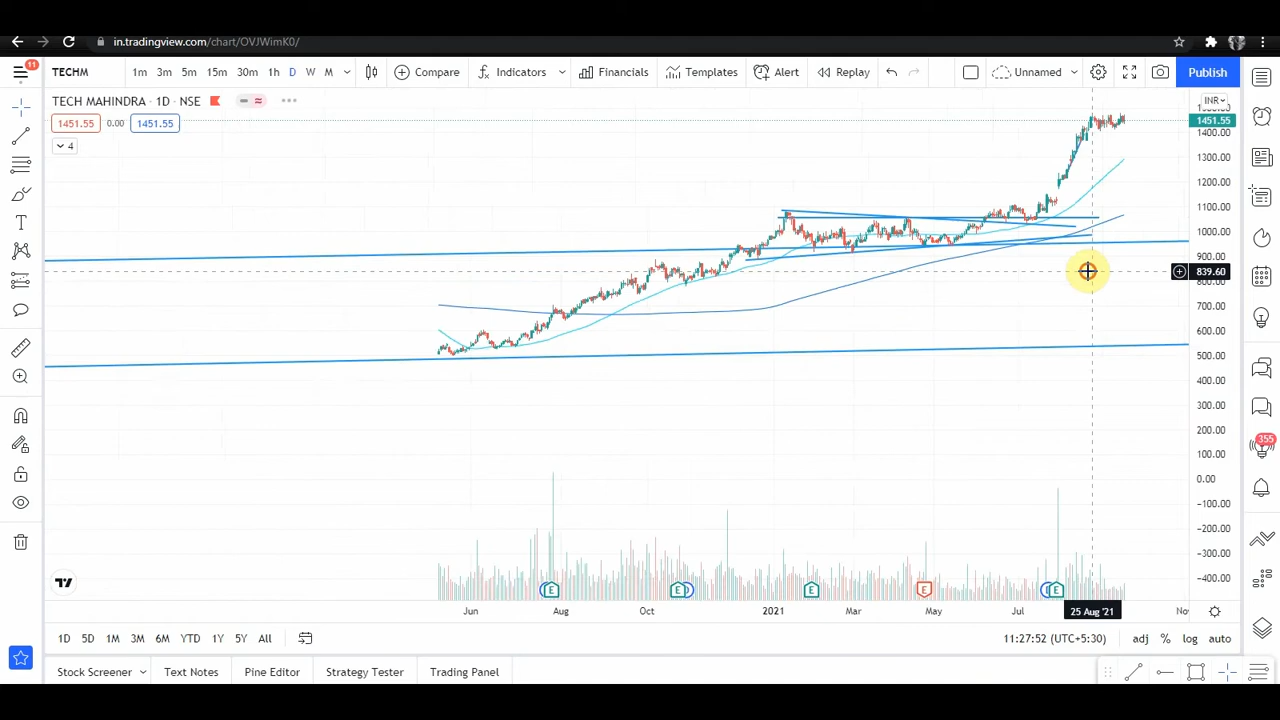 in.tradingview.com/chart/OVJWimK0/
11
TECHM 1m 3m 5m 15m 30m 1h D W M Compare Indicators Financials Templates Alert Replay Unnamed Publish
TECH MAHINDRA · 1D · NSE
INR
1451.55 0.00 1451.55
1451.55
4
1400.00
1300.00
1200.00
1100.00
1000.00
900.00
839.60
700.00
600.00
500.00
400.00
300.00
200.00
100.00
0.00
−100.00
−200.00
−300.00
−400.00
355
E E E E E
Jun Aug Oct 2021 Mar May Jul 25 Aug '21 Nov
1D 5D 1M 3M 6M YTD 1Y 5Y All 11:27:52 (UTC+5:30) adj % log auto
Stock Screener Text Notes Pine Editor Strategy Tester Trading Panel